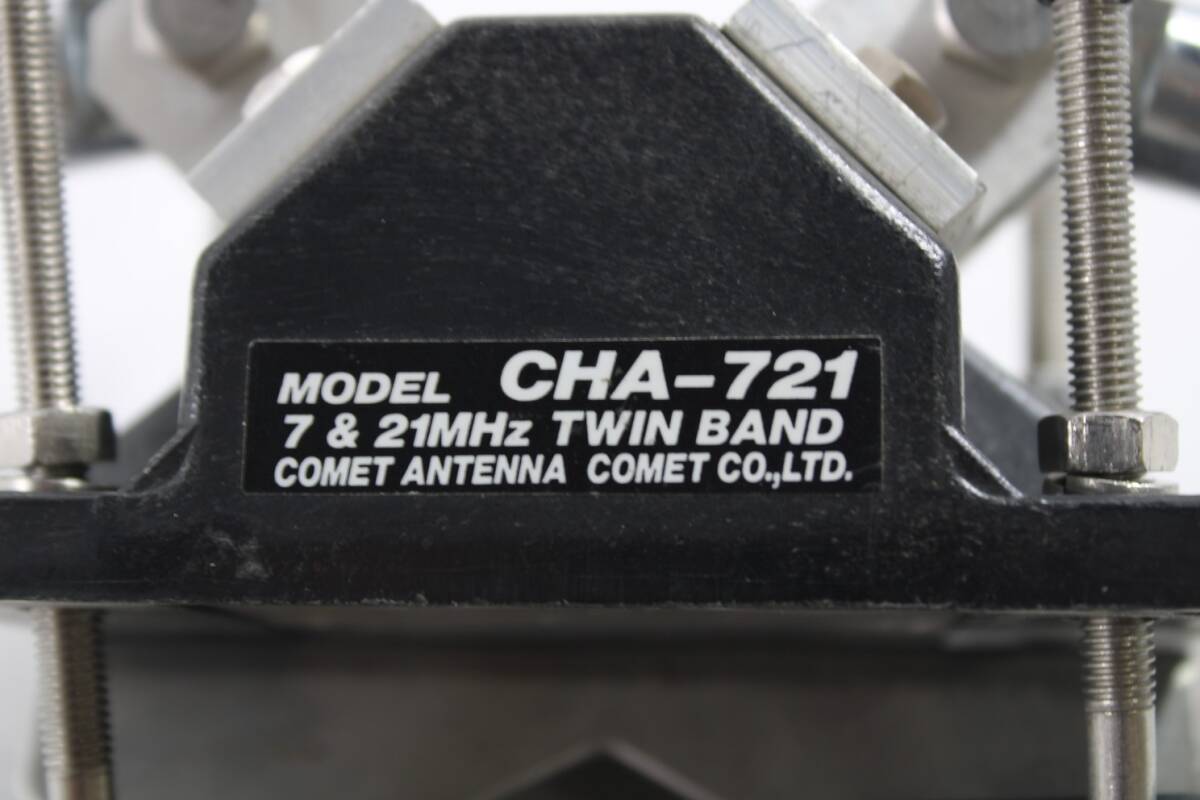 MODEL CHA-721
7 & 21MHz TWIN BAND
COMET ANTENNA COMET CO.,LTD.